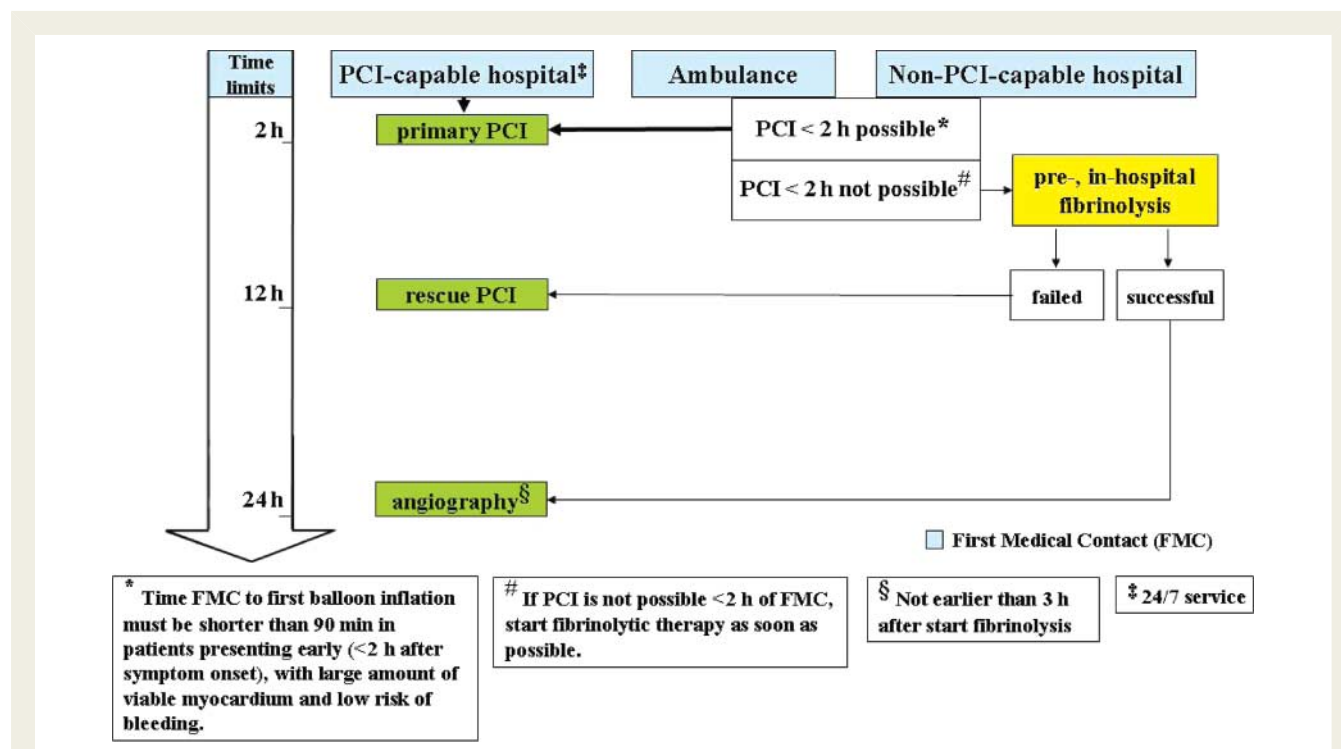 Time
limits
PCI-capable hospital‡
Ambulance
Non-PCI-capable hospital
2 h
primary PCI
PCI < 2 h possible*
PCI < 2 h not possible#
pre-, in-hospital
fibrinolysis
12 h
rescue PCI
failed
successful
24 h
angiography§
First Medical Contact (FMC)
* Time FMC to first balloon inflation
must be shorter than 90 min in
patients presenting early (<2 h after
symptom onset), with large amount of
viable myocardium and low risk of
bleeding.
# If PCI is not possible <2 h of FMC,
start fibrinolytic therapy as soon as
possible.
§ Not earlier than 3 h
after start fibrinolysis
‡ 24/7 service